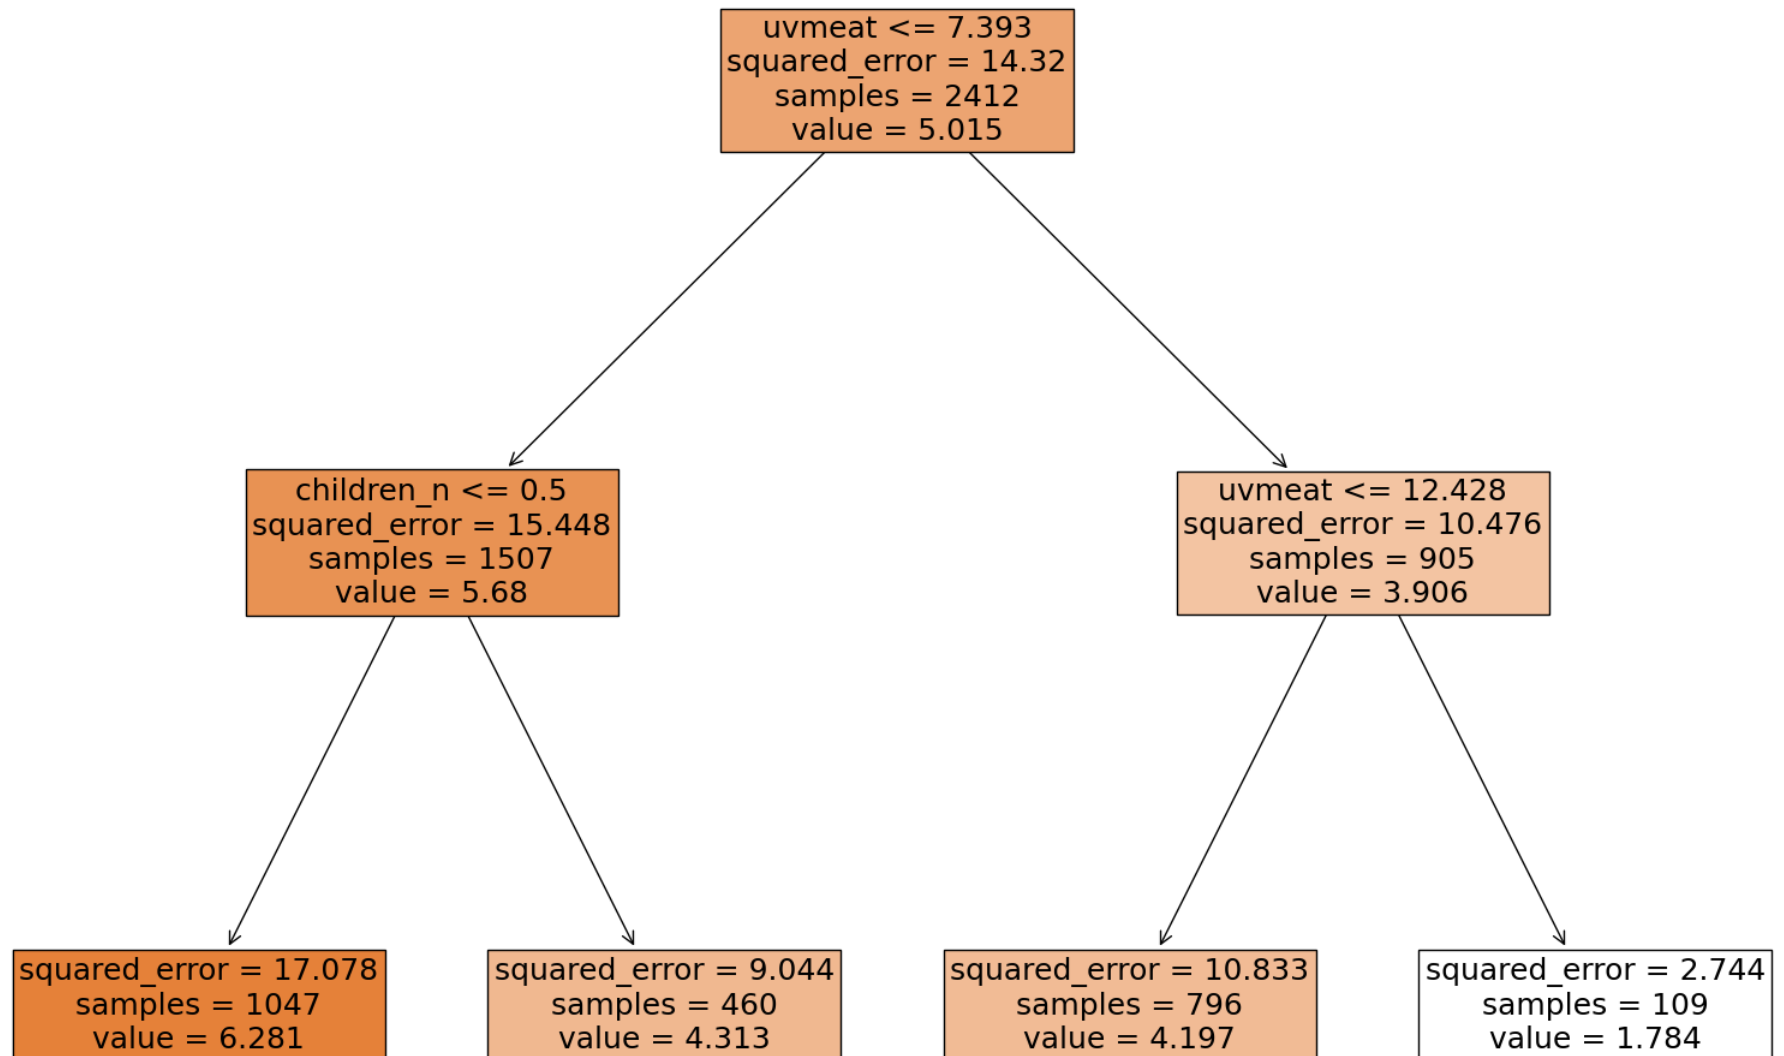 uvmeat <= 7.393
squared_error = 14.32
samples = 2412
value = 5.015
children_n <= 0.5
squared_error = 15.448
samples = 1507
value = 5.68
uvmeat <= 12.428
squared_error = 10.476
samples = 905
value = 3.906
squared_error = 17.078
samples = 1047
value = 6.281
squared_error = 9.044
samples = 460
value = 4.313
squared_error = 10.833
samples = 796
value = 4.197
squared_error = 2.744
samples = 109
value = 1.784